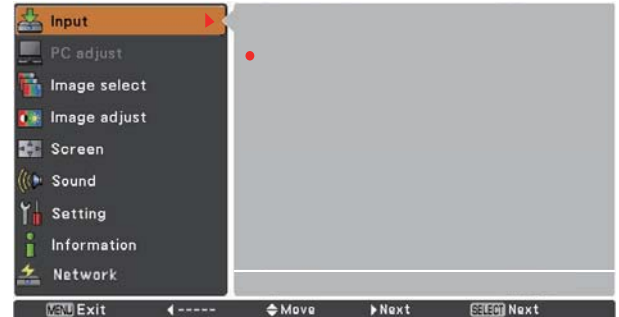 Input
PC adjust
Image select
Image adjust
Screen
Sound
Setting
Information
Network
MENU Exit ◀----- ◆Move ▶Next SELECT Next